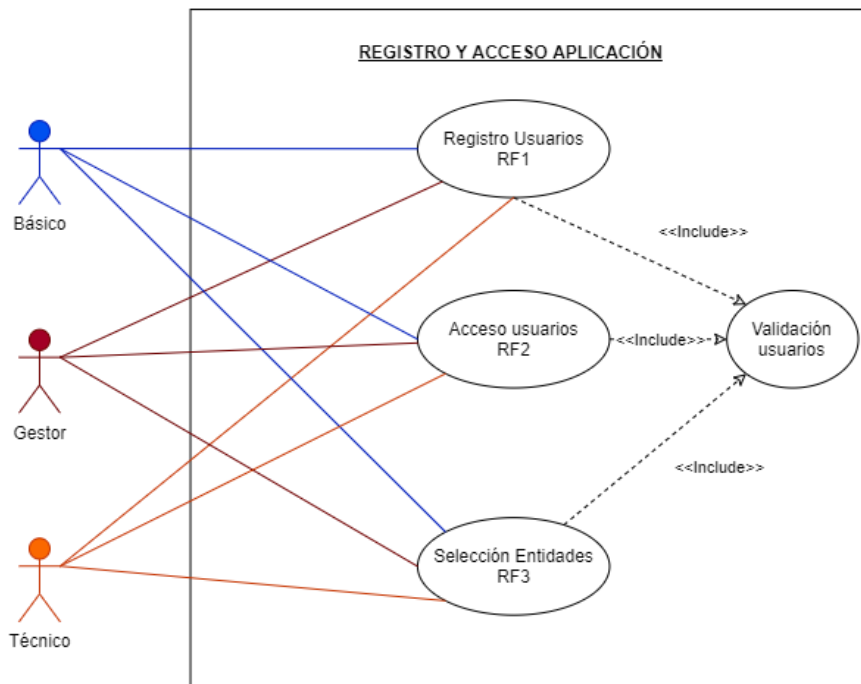 REGISTRO Y ACCESO APLICACIÓN
Registro Usuarios
RF1
Básico
<<Include>>
Acceso usuarios
RF2
<<Include>>
Validación
usuarios
Gestor
<<Include>>
Selección Entidades
RF3
Técnico